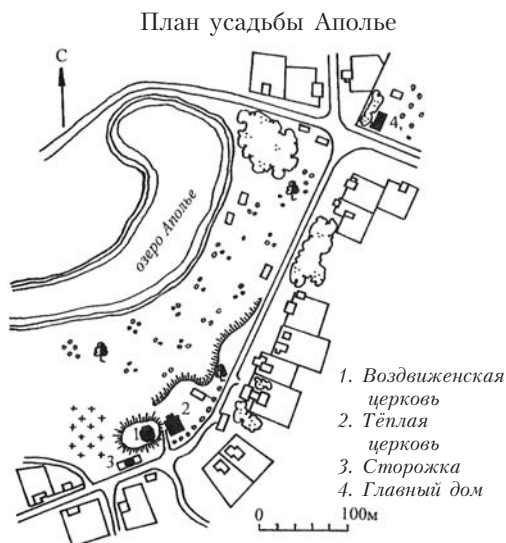 План усадьбы Аполье
С
4.
озеро Аполье
1. Воздвиженская
церковь
2. Тёплая
церковь
3. Сторожка
4. Главный дом
2
1
3
0 100м